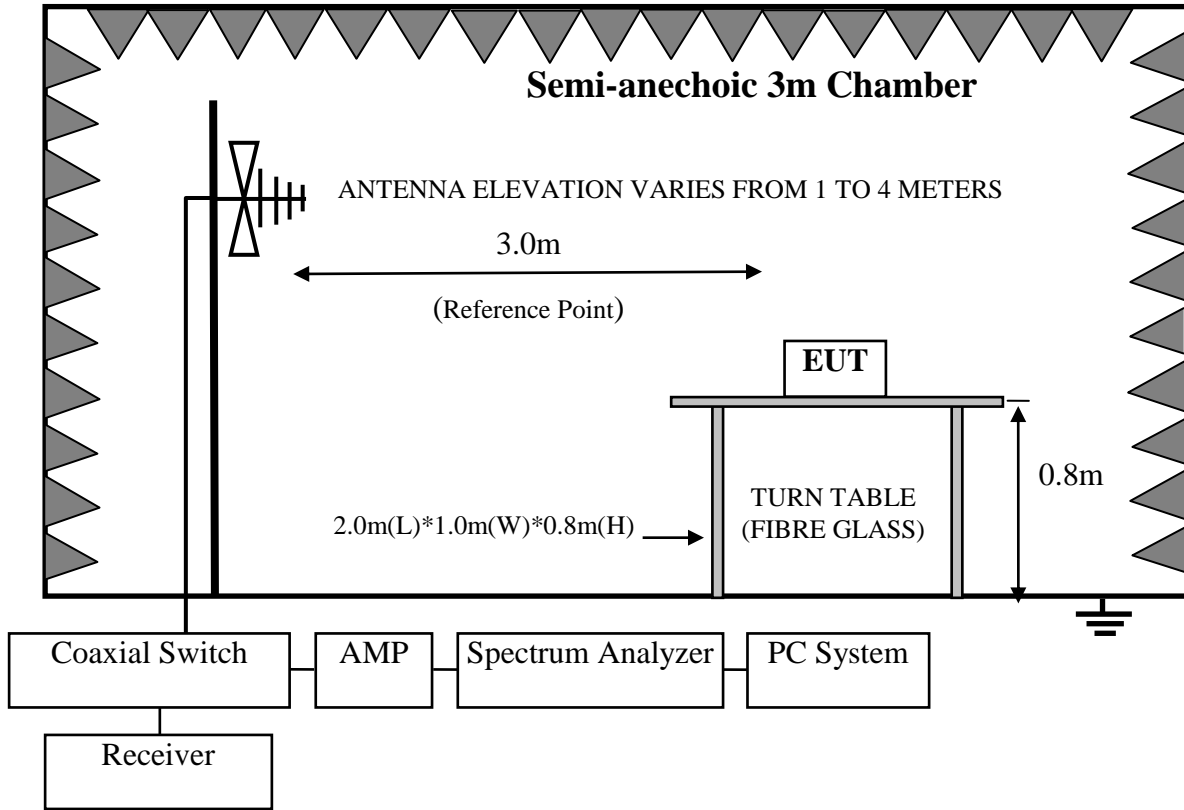 Semi-anechoic 3m Chamber
ANTENNA ELEVATION VARIES FROM 1 TO 4 METERS
3.0m
(Reference Point)
EUT
0.8m
TURN TABLE
(FIBRE GLASS)
2.0m(L)*1.0m(W)*0.8m(H)
Coaxial Switch
AMP
Spectrum Analyzer
PC System
Receiver